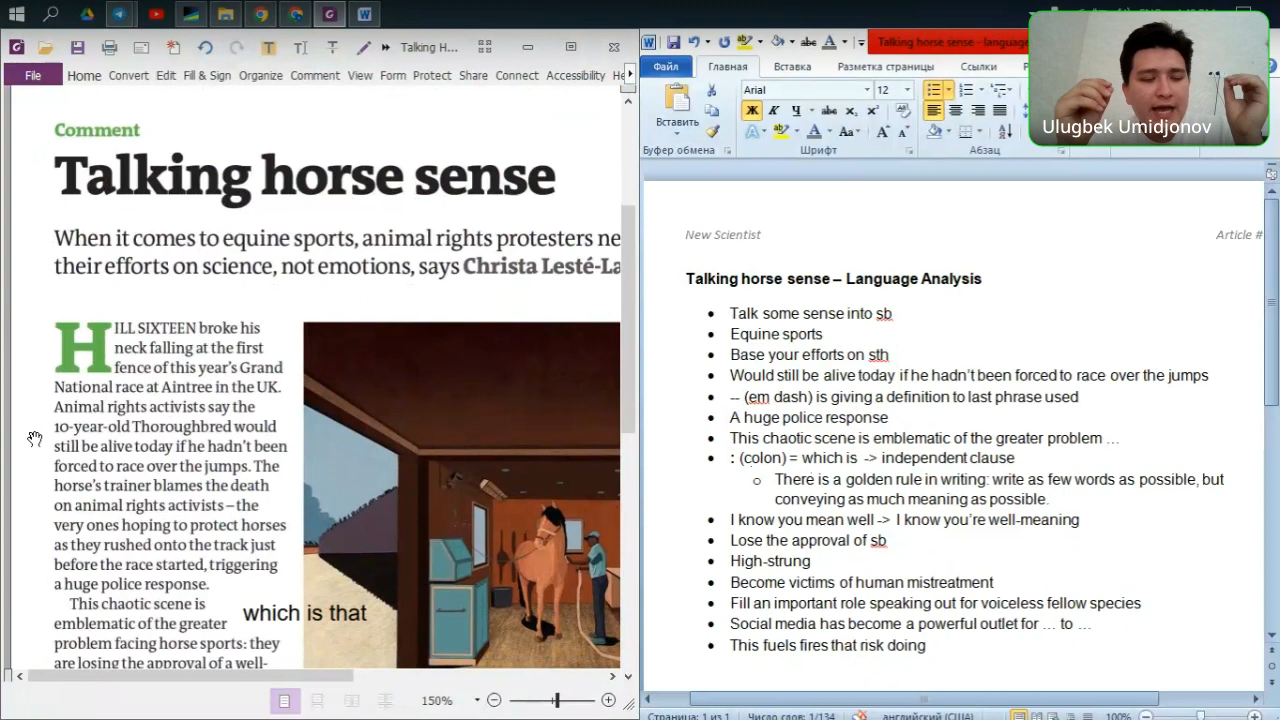 Talking H...
File Home Convert Edit Fill & Sign Organize Comment View Form Protect Share Connect Accessibility He
Comment
Talking horse sense
When it comes to equine sports, animal rights protesters ne
their efforts on science, not emotions, says Christa Lesté-La
HILL SIXTEEN broke his
neck falling at the first
fence of this year's Grand
National race at Aintree in the UK.
Animal rights activists say the
10-year-old Thoroughbred would
still be alive today if he hadn't been
forced to race over the jumps. The
horse's trainer blames the death
on animal rights activists – the
very ones hoping to protect horses
as they rushed onto the track just
before the race started, triggering
a huge police response.
This chaotic scene is
emblematic of the greater
which is that
problem facing horse sports: they
are losing the approval of a well-
150%
Talking horse sense - language
Файл Главная Вставка Разметка страницы Ссылки
Вставить
Arial 12
Буфер обмена Шрифт Абзац
Ulugbek Umidjonov
New Scientist Article #
Talking horse sense – Language Analysis
• Talk some sense into sb
• Equine sports
• Base your efforts on sth
• Would still be alive today if he hadn't been forced to race over the jumps
• -- (em dash) is giving a definition to last phrase used
• A huge police response
• This chaotic scene is emblematic of the greater problem …
• : (colon) = which is -> independent clause
o There is a golden rule in writing: write as few words as possible, but
conveying as much meaning as possible.
• I know you mean well -> I know you're well-meaning
• Lose the approval of sb
• High-strung
• Become victims of human mistreatment
• Fill an important role speaking out for voiceless fellow species
• Social media has become a powerful outlet for … to …
• This fuels fires that risk doing
Страница: 1 из 1 Число слов: 1/134 английский (США) 100%